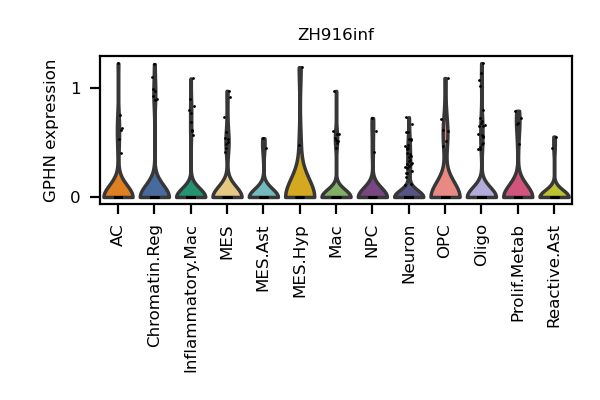 ZH916inf
GPHN expression
1
0
AC
Chromatin.Reg
Inflammatory.Mac
MES
MES.Ast
MES.Hyp
Mac
NPC
Neuron
OPC
Oligo
Prolif.Metab
Reactive.Ast